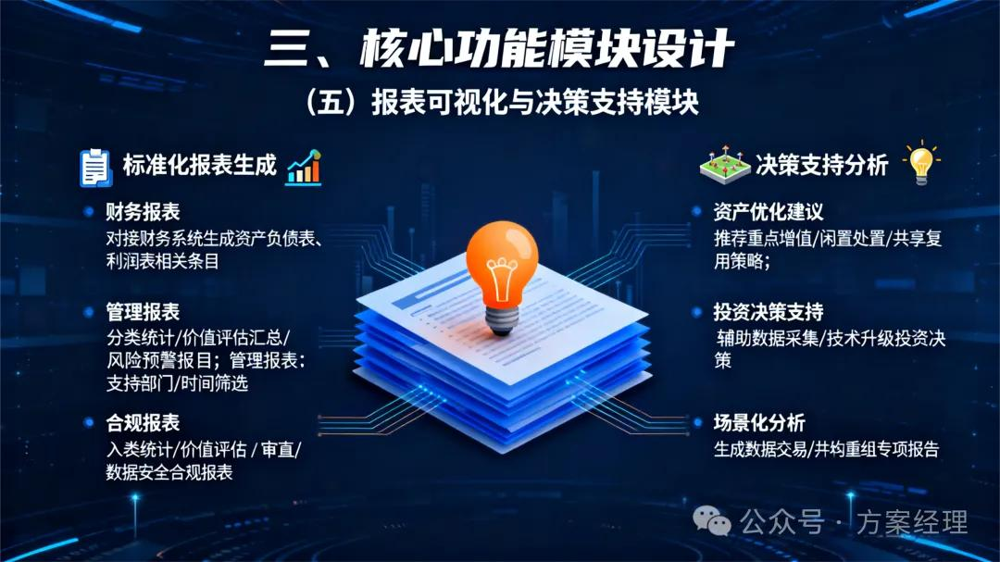 三、核心功能模块设计
（五）报表可视化与决策支持模块
标准化报表生成
财务报表
对接财务系统生成资产负债表、
利润表相关条目
管理报表
分类统计/价值评估汇总/
风险预警报目；管理报表：
支持部门/时间筛选
合规报表
入类统计/价值评估 / 审直/
数据安全合规报表
决策支持分析
资产优化建议
推荐重点增值/闲置处置/共享复
用策略；
投资决策支持
辅助数据采集/技术升级投资决
策
场景化分析
生成数据交易/并构重组专项报告
公众号 · 方案经理